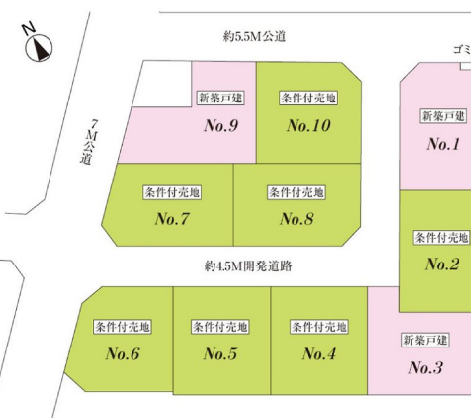 N
約5.5M公道
ゴミ
新築戸建
No.9
条件付売地
No.10
新築戸建
No.1
7M公道
条件付売地
No.7
条件付売地
No.8
条件付売地
No.2
約4.5M開発道路
条件付売地
No.6
条件付売地
No.5
条件付売地
No.4
新築戸建
No.3